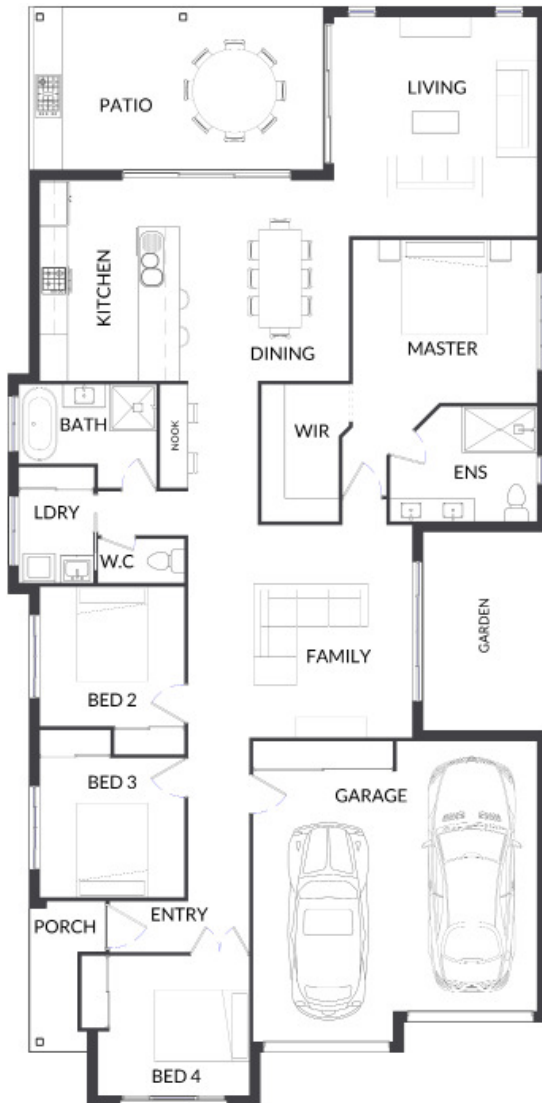 PATIO
LIVING
KITCHEN
DINING
MASTER
BATH
NOOK
WIR
ENS
LDRY
W.C
GARDEN
FAMILY
BED 2
BED 3
GARAGE
PORCH
ENTRY
BED 4